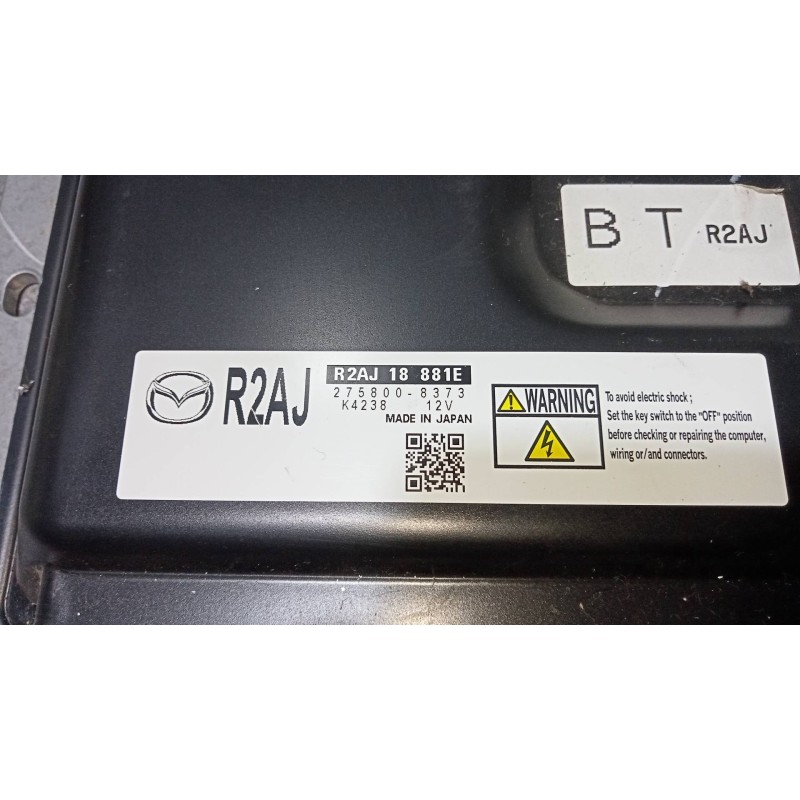 B T R2AJ
R2AJ
R2AJ 18 881E
275800-8373
K4238 12V
MADE IN JAPAN
WARNING
To avoid electric shock ;
Set the key switch to the "OFF" position
before checking or repairing the computer,
wiring or/and connectors.